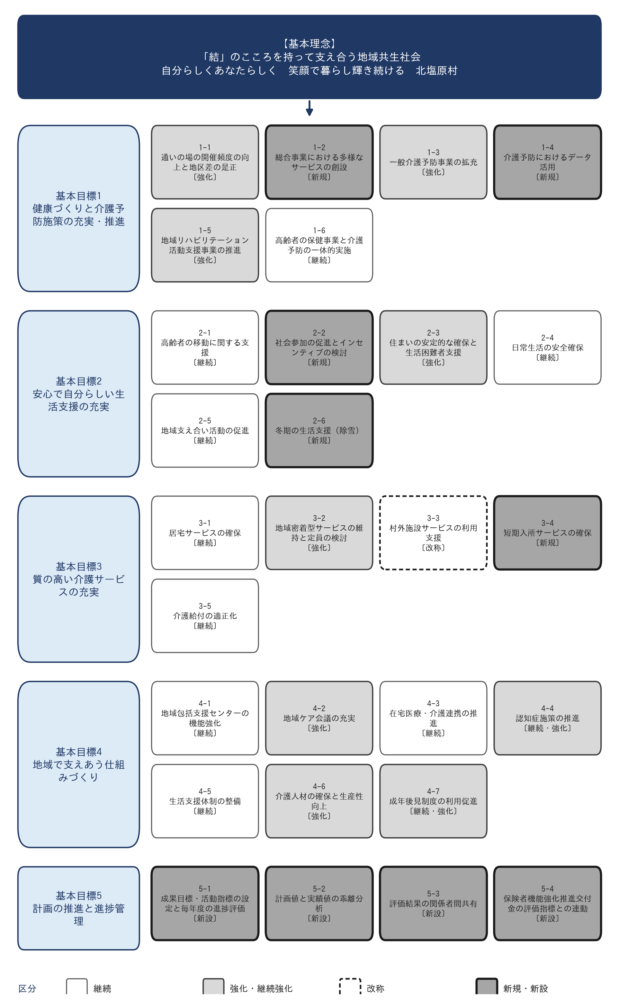 【基本理念】
「結」のこころを持って支え合う地域共生社会
自分らしくあなたらしく　笑顔で暮らし輝き続ける　北塩原村
基本目標1
健康づくりと介護予
防施策の充実・推進
1-1
通いの場の開催頻度の向
上と地区差の是正
〔強化〕
1-2
総合事業における多様な
サービスの創設
〔新規〕
1-3
一般介護予防事業の拡充
〔強化〕
1-4
介護予防におけるデータ
活用
〔新規〕
1-5
地域リハビリテーション
活動支援事業の推進
〔強化〕
1-6
高齢者の保健事業と介護
予防の一体的実施
〔継続〕
基本目標2
安心で自分らしい生
活支援の充実
2-1
高齢者の移動に関する支
援
〔継続〕
2-2
社会参加の促進とインセ
ンティブの検討
〔新規〕
2-3
住まいの安定的な確保と
生活困難者支援
〔強化〕
2-4
日常生活の安全確保
〔継続〕
2-5
地域支え合い活動の促進
〔継続〕
2-6
冬期の生活支援（除雪）
〔新規〕
基本目標3
質の高い介護サービ
スの充実
3-1
居宅サービスの確保
〔継続〕
3-2
地域密着型サービスの維
持と定員の検討
〔強化〕
3-3
村外施設サービスの利用
支援
〔改称〕
3-4
短期入所サービスの確保
〔新規〕
3-5
介護給付の適正化
〔継続〕
基本目標4
地域で支えあう仕組
みづくり
4-1
地域包括支援センターの
機能強化
〔継続〕
4-2
地域ケア会議の充実
〔強化〕
4-3
在宅医療・介護連携の推
進
〔継続〕
4-4
認知症施策の推進
〔継続・強化〕
4-5
生活支援体制の整備
〔継続〕
4-6
介護人材の確保と生産性
向上
〔強化〕
4-7
成年後見制度の利用促進
〔継続・強化〕
基本目標5
計画の推進と進捗管
理
5-1
成果目標・活動指標の設
定と毎年度の進捗評価
〔新設〕
5-2
計画値と実績値の乖離分
析
〔新設〕
5-3
評価結果の関係者間共有
〔新設〕
5-4
保険者機能強化推進交付
金の評価指標との連動
〔新設〕
区分
継続
強化・継続強化
改称
新規・新設